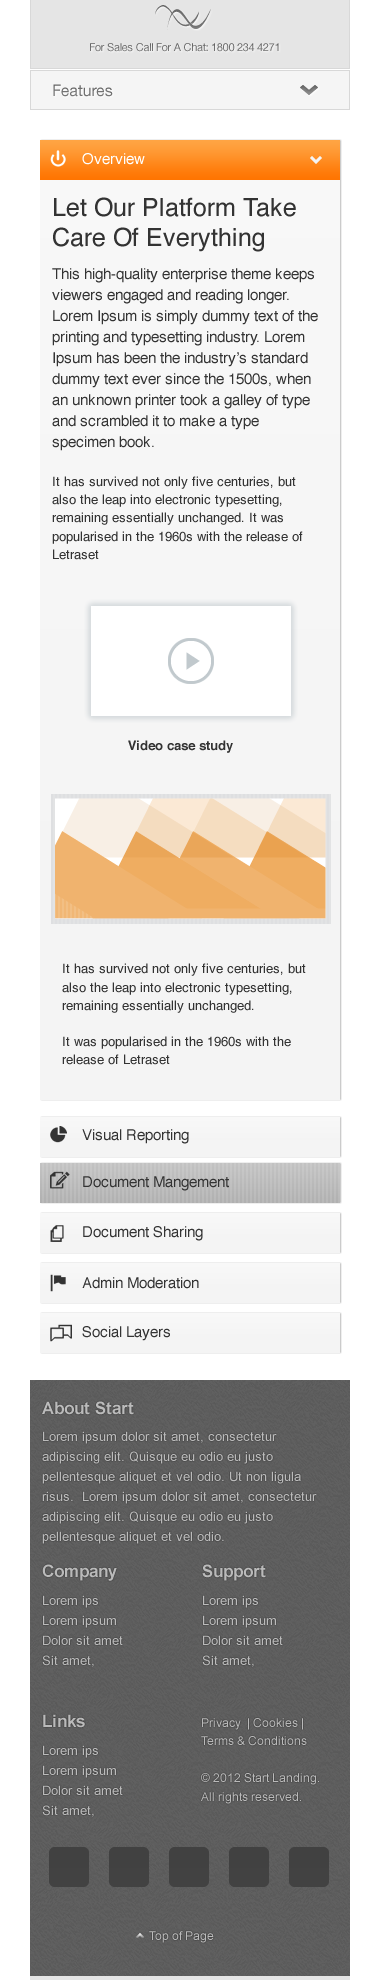 For Sales Call For A Chat: 1800 234 4271
Features
Overview
Let Our Platform Take
Care Of Everything
This high-quality enterprise theme keeps
viewers engaged and reading longer.
Lorem Ipsum is simply dummy text of the
printing and typesetting industry. Lorem
Ipsum has been the industry's standard
dummy text ever since the 1500s, when
an unknown printer took a galley of type
and scrambled it to make a type
specimen book.
It has survived not only five centuries, but
also the leap into electronic typesetting,
remaining essentially unchanged. It was
popularised in the 1960s with the release of
Letraset
Video case study
It has survived not only five centuries, but
also the leap into electronic typesetting,
remaining essentially unchanged.
It was popularised in the 1960s with the
release of Letraset
Visual Reporting
Document Mangement
Document Sharing
Admin Moderation
Social Layers
About Start
Lorem ipsum dolor sit amet, consectetur
adipiscing elit. Quisque eu odio eu justo
pellentesque aliquet et vel odio. Ut non ligula
risus.  Lorem ipsum dolor sit amet, consectetur
adipiscing elit. Quisque eu odio eu justo
pellentesque aliquet et vel odio.
Company
Lorem ips
Lorem ipsum
Dolor sit amet
Sit amet,
Support
Lorem ips
Lorem ipsum
Dolor sit amet
Sit amet,
Links
Lorem ips
Lorem ipsum
Dolor sit amet
Sit amet,
Privacy  | Cookies |
Terms & Conditions
© 2012 Start Landing.
All rights reserved.
Top of Page